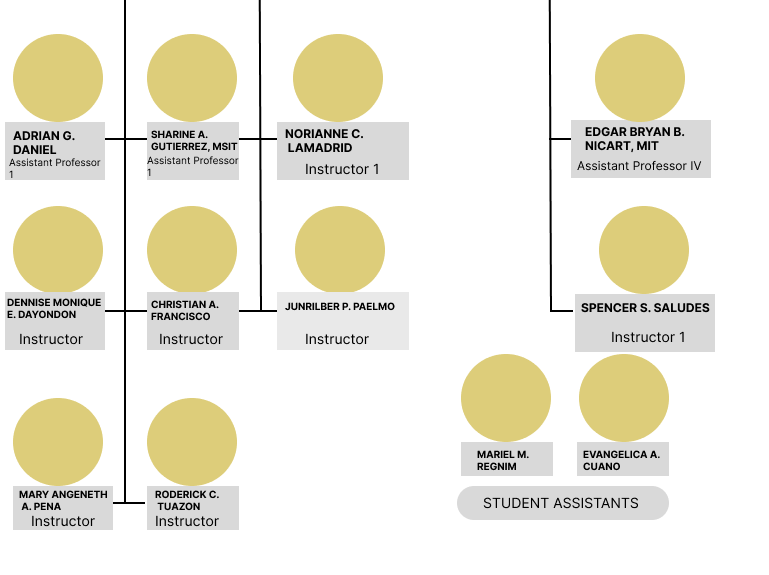 ADRIAN G.
DANIEL
Assistant Professor
1
SHARINE A.
GUTIERREZ, MSIT
Assistant Professor
1
NORIANNE C.
LAMADRID
Instructor 1
EDGAR BRYAN B.
NICART, MIT
Assistant Professor IV
DENNISE MONIQUE
E. DAYONDON
Instructor
CHRISTIAN A.
FRANCISCO
Instructor
JUNRILBER P. PAELMO
Instructor
SPENCER S. SALUDES
Instructor 1
MARIEL M.
REGNIM
EVANGELICA A.
CUANO
MARY ANGENETH
A. PENA
Instructor
RODERICK C.
TUAZON
Instructor
STUDENT ASSISTANTS